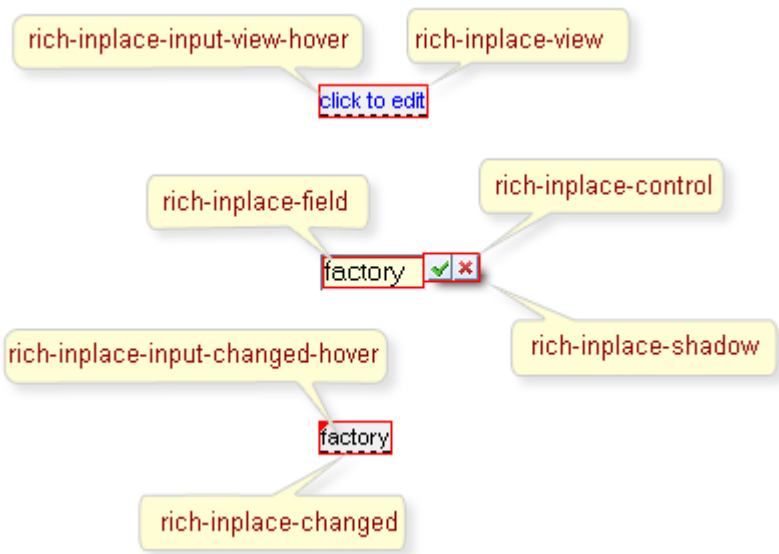 rich-inplace-input-view-hover
rich-inplace-view
click to edit
rich-inplace-field
rich-inplace-control
factory
rich-inplace-shadow
rich-inplace-input-changed-hover
factory
rich-inplace-changed